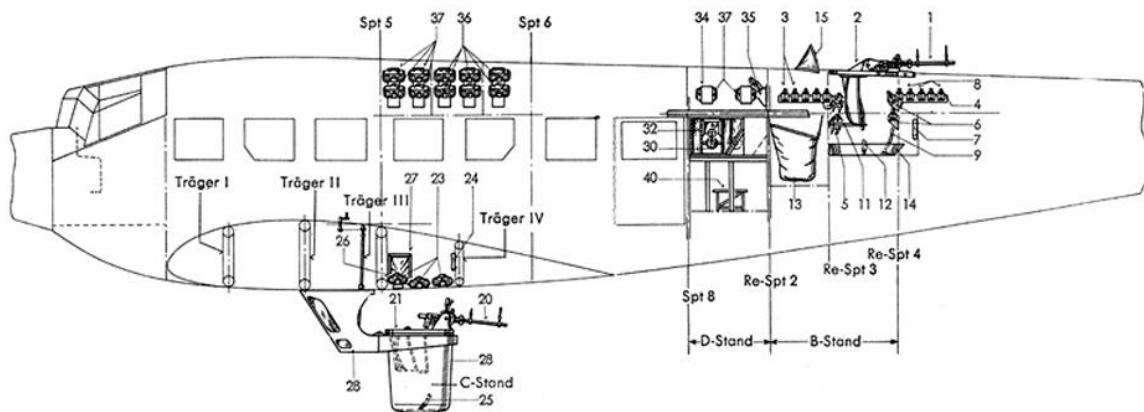 Spt 5 37 36 Spt 6 34 37 35 3 15 2 1
8
4
32
6
30
7
9
40
Träger I Träger II 27 23 24
Träger III
13 5 11 12 14
26
Träger IV
Re-Spt 4
Re-Spt 3
Re-Spt 2
21 20
Spt 8
D-Stand B-Stand
28
28 C-Stand
25